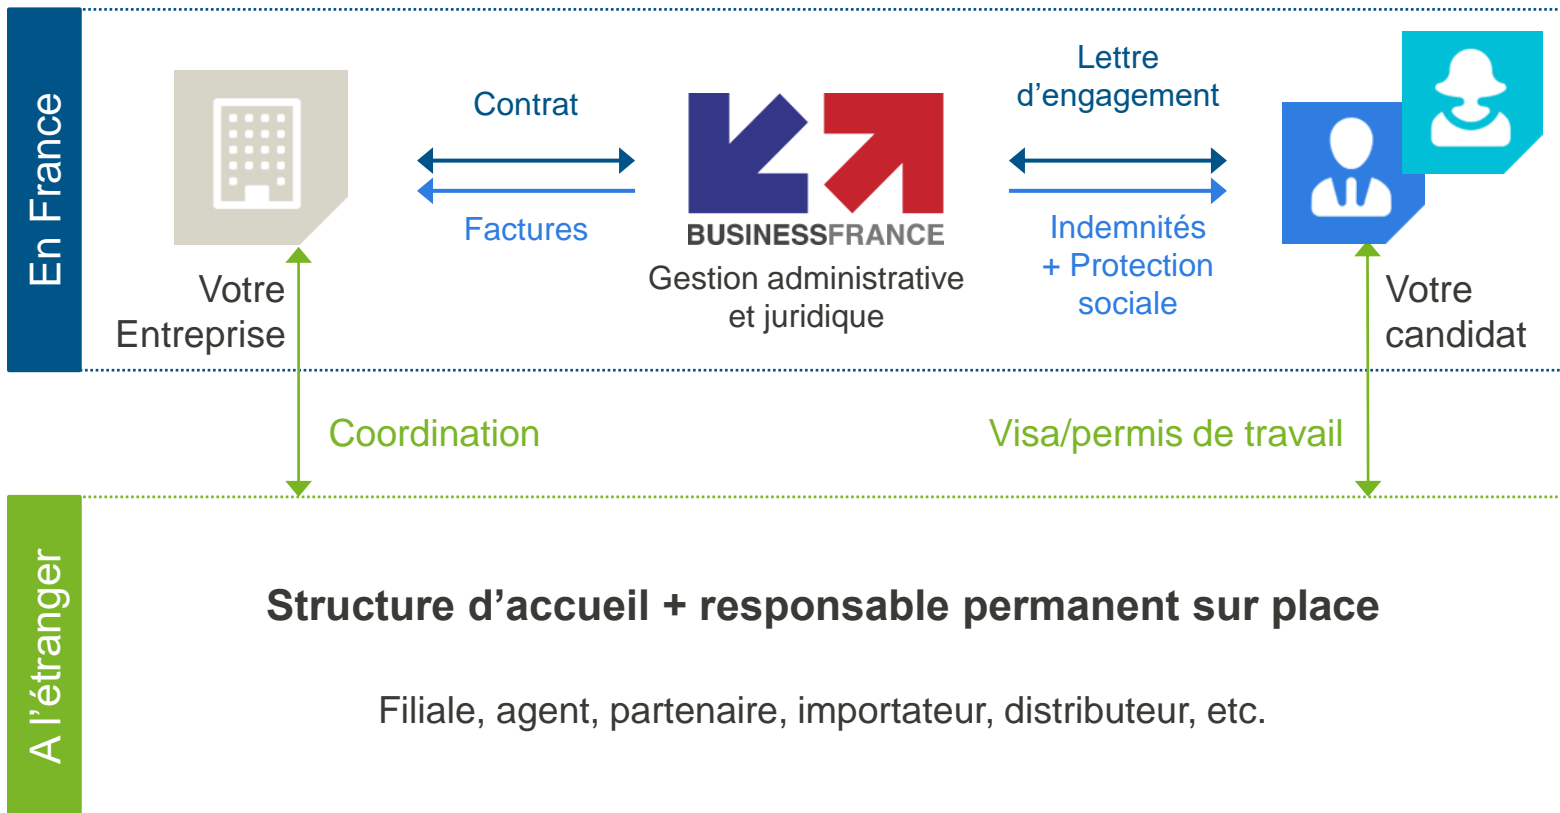 En France
Contrat
Factures
Votre
Entreprise
BUSINESSFRANCE
Gestion administrative
et juridique
Lettre
d’engagement
Indemnités
+ Protection
sociale
Votre
candidat
Coordination
Visa/permis de travail
A l’étranger
Structure d’accueil + responsable permanent sur place
Filiale, agent, partenaire, importateur, distributeur, etc.